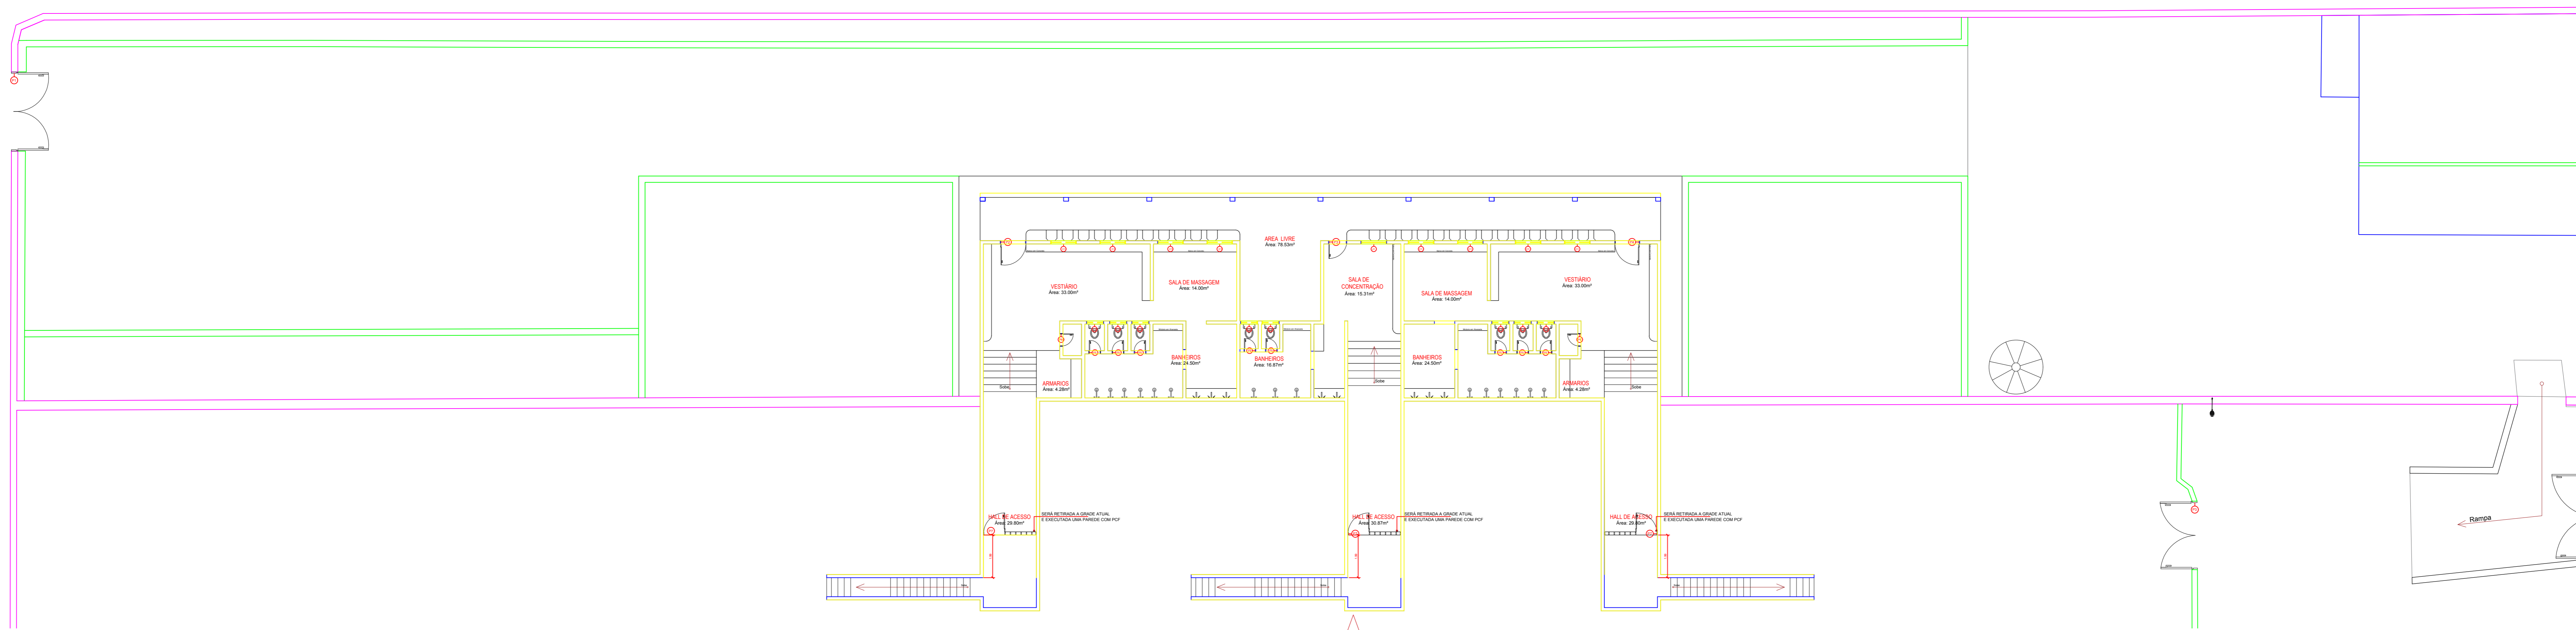 AREA LIVRE
Área: 78.53m²
VESTIÁRIO
Área: 33.00m²
SALA DE MASSAGEM
Área: 14.00m²
SALA DE
CONCENTRAÇÃO
Área: 15.31m²
SALA DE MASSAGEM
Área: 14.00m²
VESTIÁRIO
Área: 33.00m²
BANHEIROS
Área: 24.50m²
BANHEIROS
Área: 16.87m²
BANHEIROS
Área: 24.50m²
Sobe
ARMARIOS
Área: 4.28m²
Sobe
ARMARIOS
Área: 4.28m²
Sobe
HALL DE ACESSO
Área: 29.80m²
SERÁ RETIRADA A GRADE ATUAL
E EXECUTADA UMA PAREDE COM PCF
HALL DE ACESSO
Área: 30.87m²
SERÁ RETIRADA A GRADE ATUAL
E EXECUTADA UMA PAREDE COM PCF
HALL DE ACESSO
Área: 29.80m²
SERÁ RETIRADA A GRADE ATUAL
E EXECUTADA UMA PAREDE COM PCF
Rampa